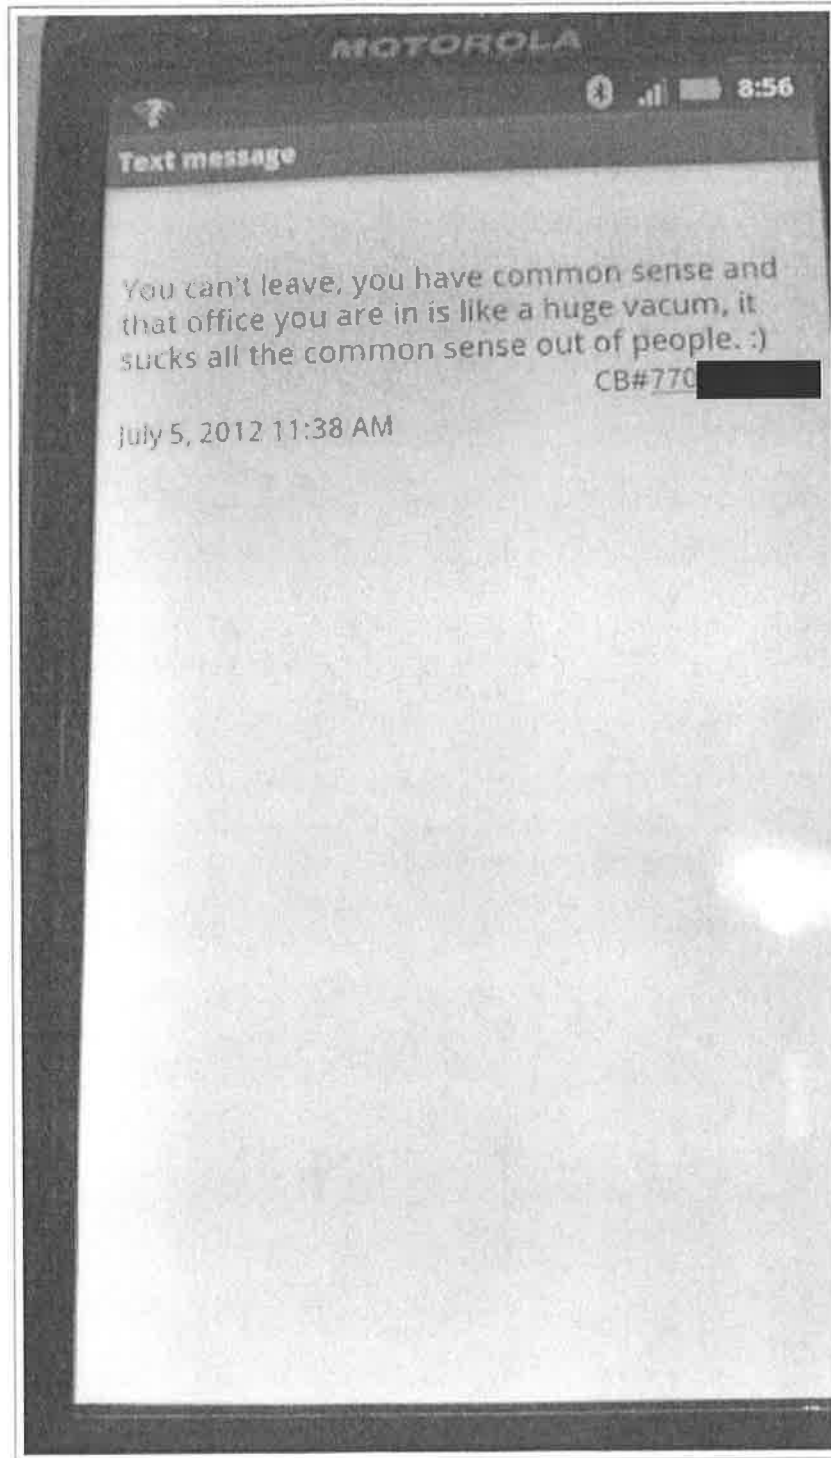 MOTOROLA
8:56
Text message
You can't leave, you have common sense and
that office you are in is like a huge vacum, it
sucks all the common sense out of people. :)
CB#770
July 5, 2012 11:38 AM